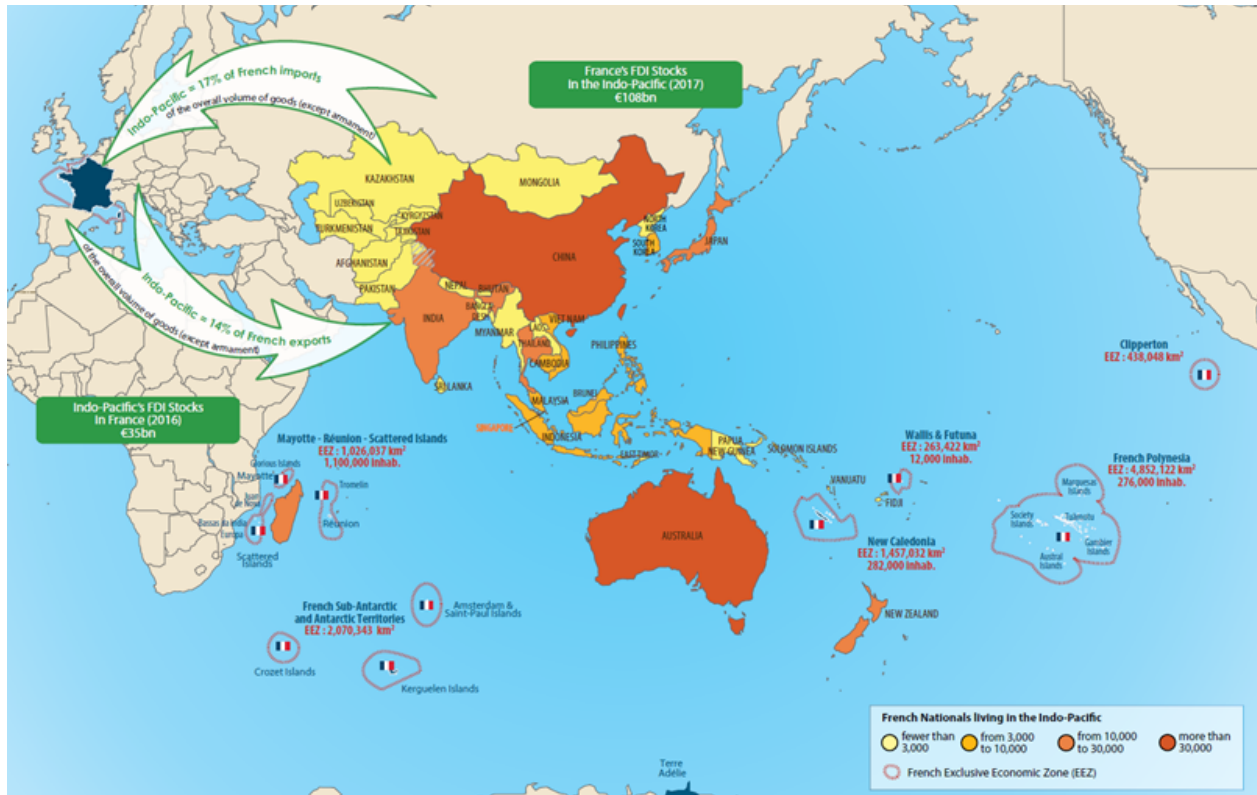 Indo-Pacific = 17% of French imports
of the overall volume of goods (except armament)
France's FDI Stocks
In the Indo-Pacific (2017)
€108bn
KAZAKHSTAN
MONGOLIA
UZBEKISTAN
KYRGYZSTAN
TURKMENISTAN
TAJIKISTAN
NORTH
KOREA
SOUTH
KOREA
JAPAN
AFGHANISTAN
CHINA
PAKISTAN
NEPAL
BHUTAN
BANGLA
DESH
INDIA
MYANMAR
LAOS
VIET NAM
THAILAND
CAMBODIA
PHILIPPINES
Indo-Pacific = 14% of French exports
of the overall volume of goods (except armament)
SRI LANKA
BRUNEI
MALAYSIA
SINGAPORE
INDONESIA
EAST TIMOR
PAPUA
NEW GUINEA
SOLOMON ISLANDS
Clipperton
EEZ : 438,048 km²
Indo-Pacific's FDI Stocks
In France (2016)
€35bn
Mayotte - Réunion - Scattered Islands
EEZ : 1,026,037 km²
1,100,000 inhab.
Glorious Islands
Mayotte
Tromelin
Juan
de Nova
Bassas da India
Europa
Réunion
Scattered
Islands
Wallis & Futuna
EEZ : 263,422 km²
12,000 inhab.
VANUATU
FIDJI
French Polynesia
EEZ : 4,852,122 km²
276,000 inhab.
Marquesas
Islands
Society
Islands
Tuamotu
Gambier
Islands
Austral
Islands
AUSTRALIA
New Caledonia
EEZ : 1,457,032 km²
282,000 inhab.
NEW ZEALAND
French Sub-Antarctic
and Antarctic Territories
EEZ : 2,070,343 km²
Amsterdam &
Saint-Paul Islands
Crozet Islands
Kerguelen Islands
Terre
Adélie
French Nationals living in the Indo-Pacific
fewer than
3,000
from 3,000
to 10,000
from 10,000
to 30,000
more than
30,000
French Exclusive Economic Zone (EEZ)